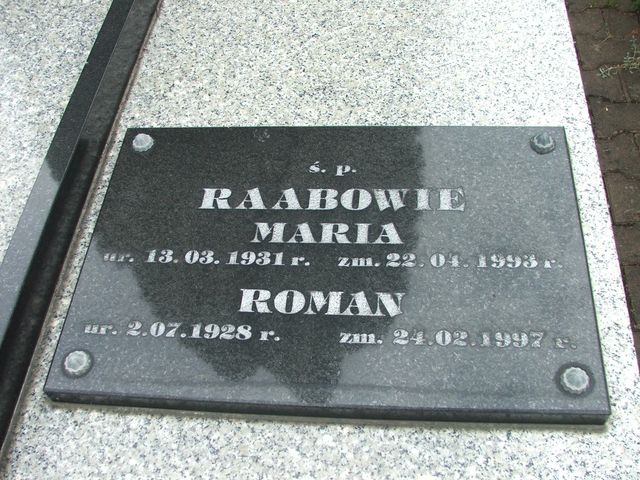 ś. p.
RAABOWIE
MARIA
ur. 13. 03. 1931 r. zm. 22. 04. 1993 r.
ROMAN
ur. 2.07.1928 r. zm. 24.02.1997 r.